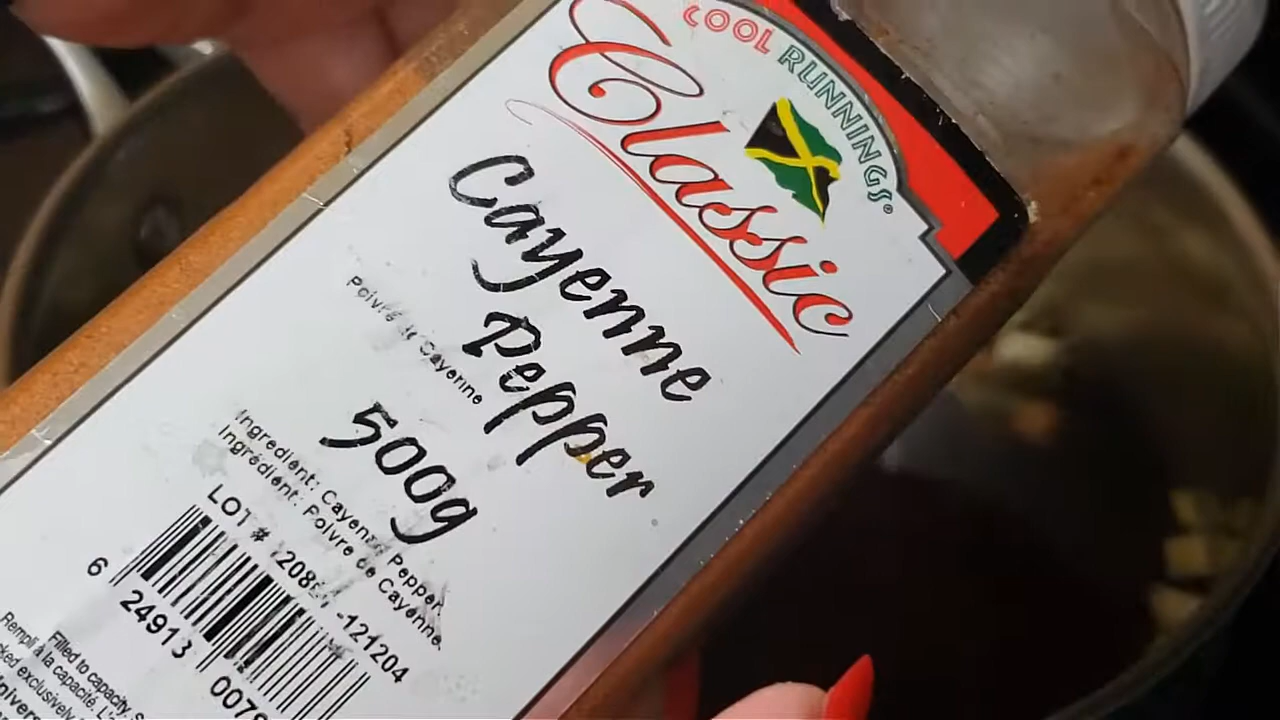 COOL RUNNINGS®
Classic
Cayenne
Pepper
Poivre de Cayenne
500g
Ingredient: Cayenne Pepper.
Ingrédient: Poivre de Cayenne.
LOT #
-121204
6 24913
Filled to capacity.
Rempli à la capacité. L'
exclusively